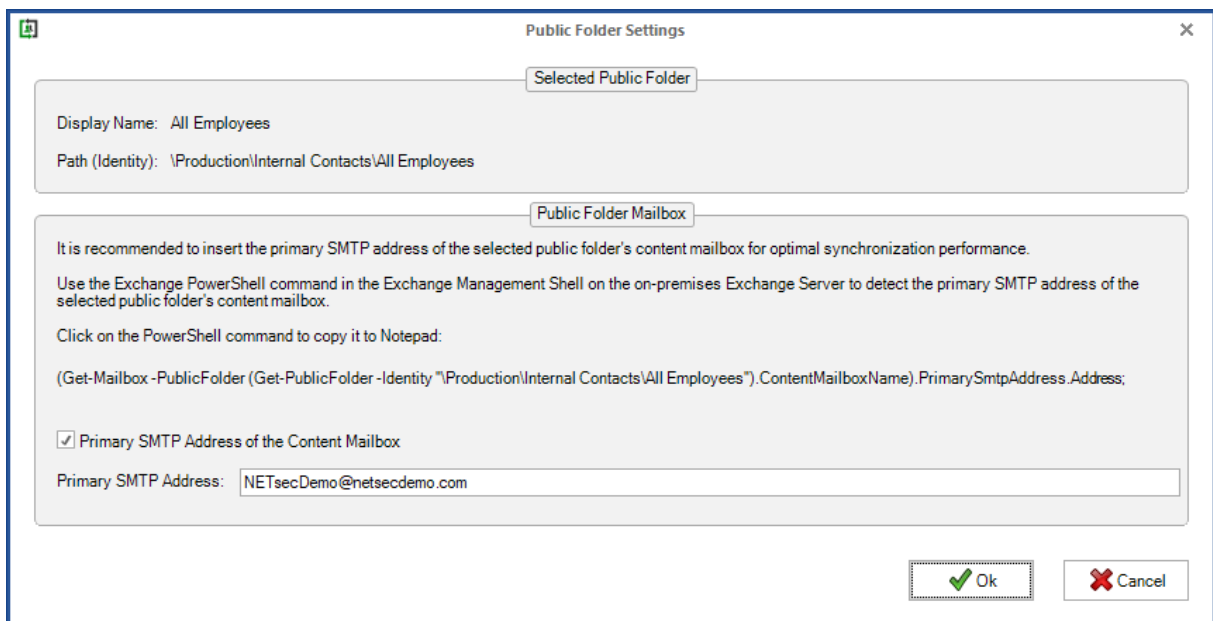 Public Folder Settings
Selected Public Folder
Display Name: All Employees
Path (Identity): \Production\Internal Contacts\All Employees
Public Folder Mailbox
It is recommended to insert the primary SMTP address of the selected public folder's content mailbox for optimal synchronization performance.
Use the Exchange PowerShell command in the Exchange Management Shell on the on-premises Exchange Server to detect the primary SMTP address of the
selected public folder's content mailbox.
Click on the PowerShell command to copy it to Notepad:
(Get-Mailbox -PublicFolder (Get-PublicFolder -Identity "\Production\Internal Contacts\All Employees").ContentMailboxName).PrimarySmtpAddress.Address;
Primary SMTP Address of the Content Mailbox
Primary SMTP Address: NETsecDemo@netsecdemo.com
Ok Cancel